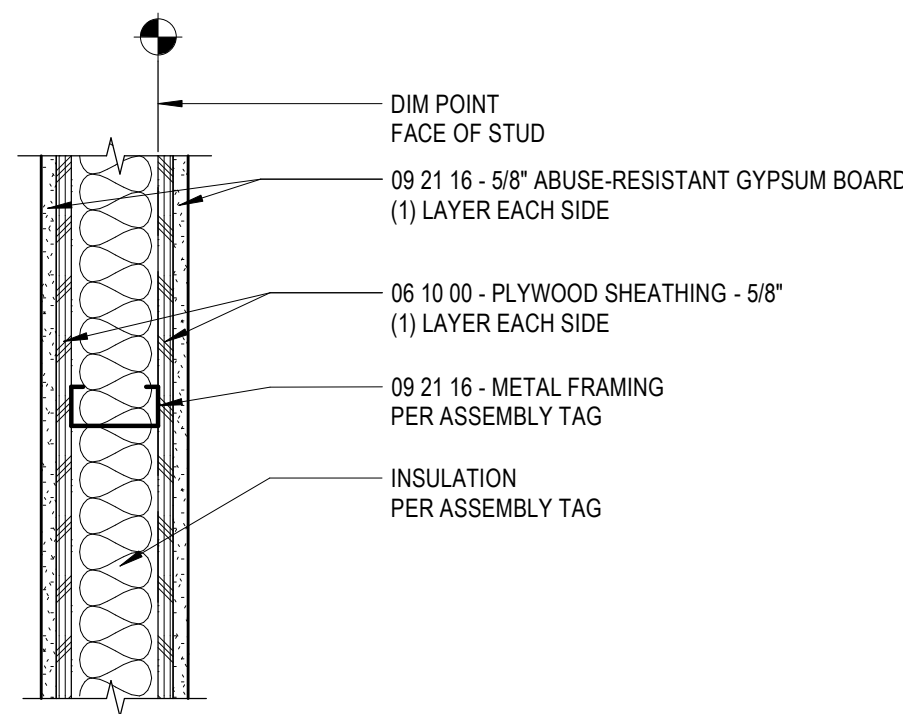 DIM POINT
FACE OF STUD
09 21 16 - 5/8" ABUSE-RESISTANT GYPSUM BOARD
(1) LAYER EACH SIDE
06 10 00 - PLYWOOD SHEATHING - 5/8"
(1) LAYER EACH SIDE
09 21 16 - METAL FRAMING
PER ASSEMBLY TAG
INSULATION
PER ASSEMBLY TAG